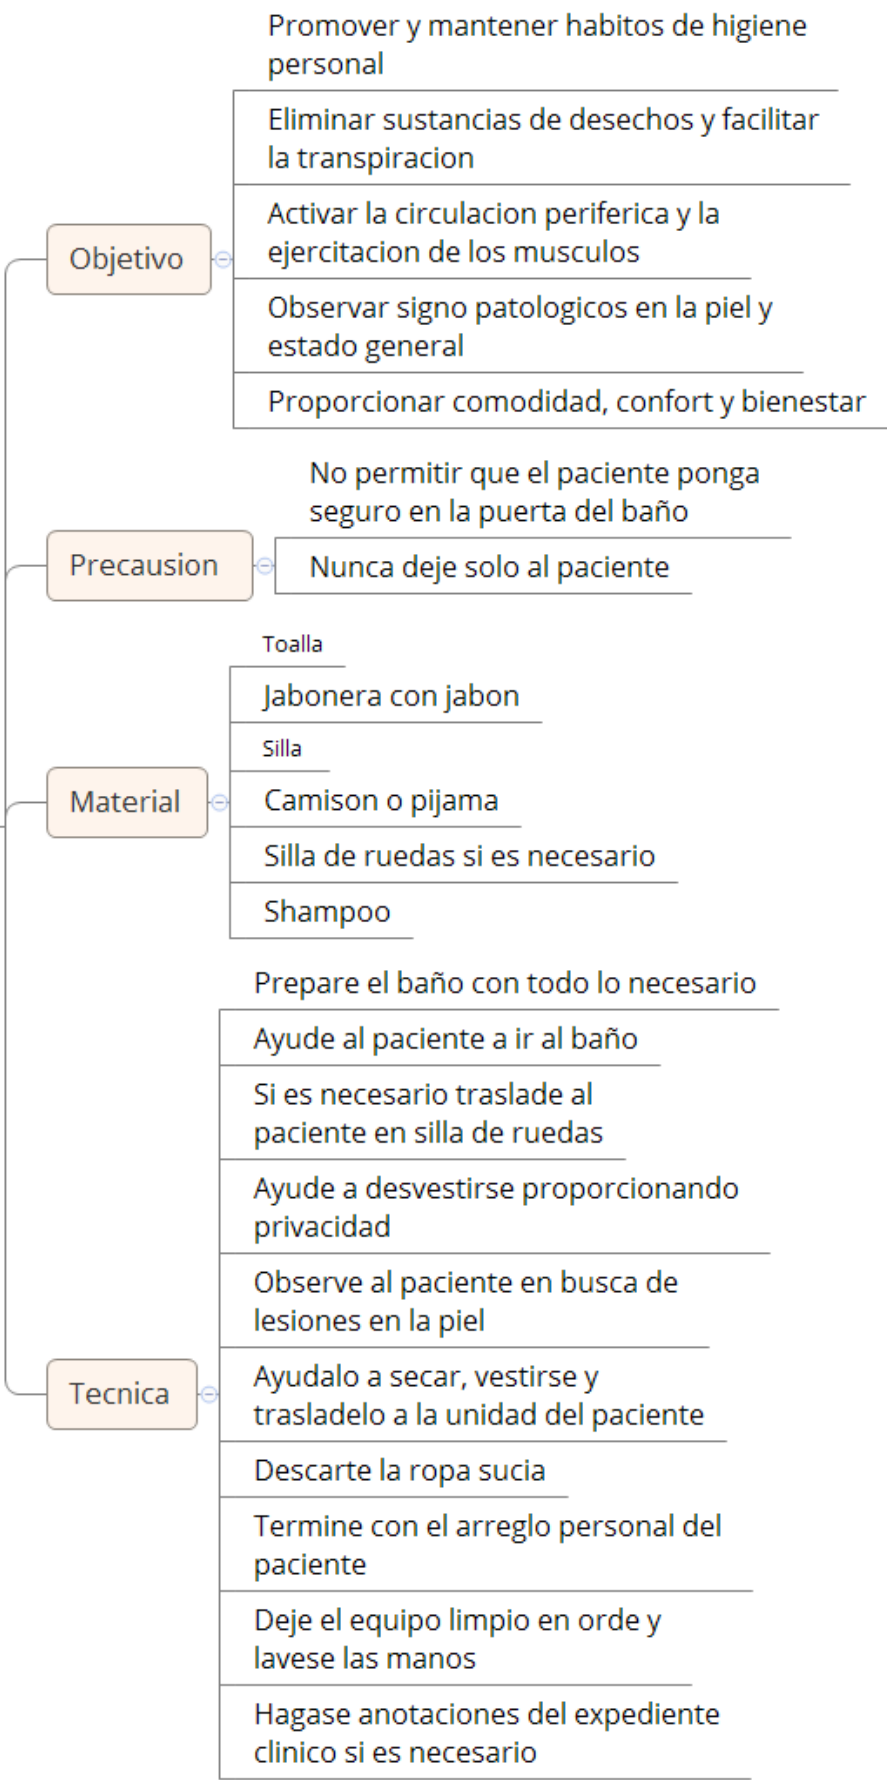 Promover y mantener habitos de higiene
personal
Eliminar sustancias de desechos y facilitar
la transpiracion
Objetivo
Activar la circulacion periferica y la
ejercitacion de los musculos
Observar signo patologicos en la piel y
estado general
Proporcionar comodidad, confort y bienestar
No permitir que el paciente ponga
seguro en la puerta del baño
Precausion
Nunca deje solo al paciente
Toalla
Jabonera con jabon
Silla
Material
Camison o pijama
Silla de ruedas si es necesario
Shampoo
Prepare el baño con todo lo necesario
Ayude al paciente a ir al baño
Si es necesario traslade al
paciente en silla de ruedas
Ayude a desvestirse proporcionando
privacidad
Observe al paciente en busca de
lesiones en la piel
Tecnica
Ayudalo a secar, vestirse y
trasladelo a la unidad del paciente
Descarte la ropa sucia
Termine con el arreglo personal del
paciente
Deje el equipo limpio en orde y
lavese las manos
Hagase anotaciones del expediente
clinico si es necesario